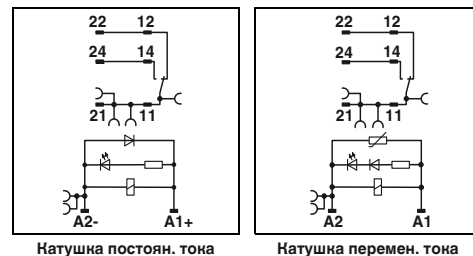 22 12
24 14
21 11
A2- A1+
Катушка постоян. тока
22 12
24 14
21 11
A2 A1
Катушка перемен. тока